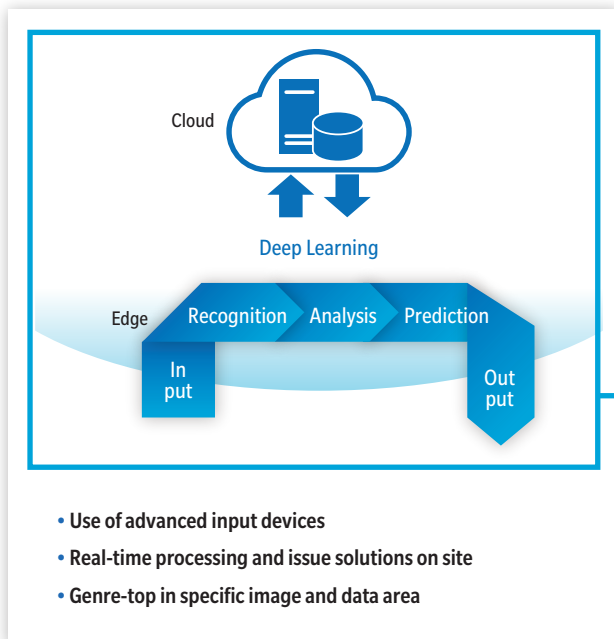 Cloud
Deep Learning
Edge
Recognition Analysis Prediction
In
put
Out
put
• Use of advanced input devices
• Real-time processing and issue solutions on site
• Genre-top in specific image and data area